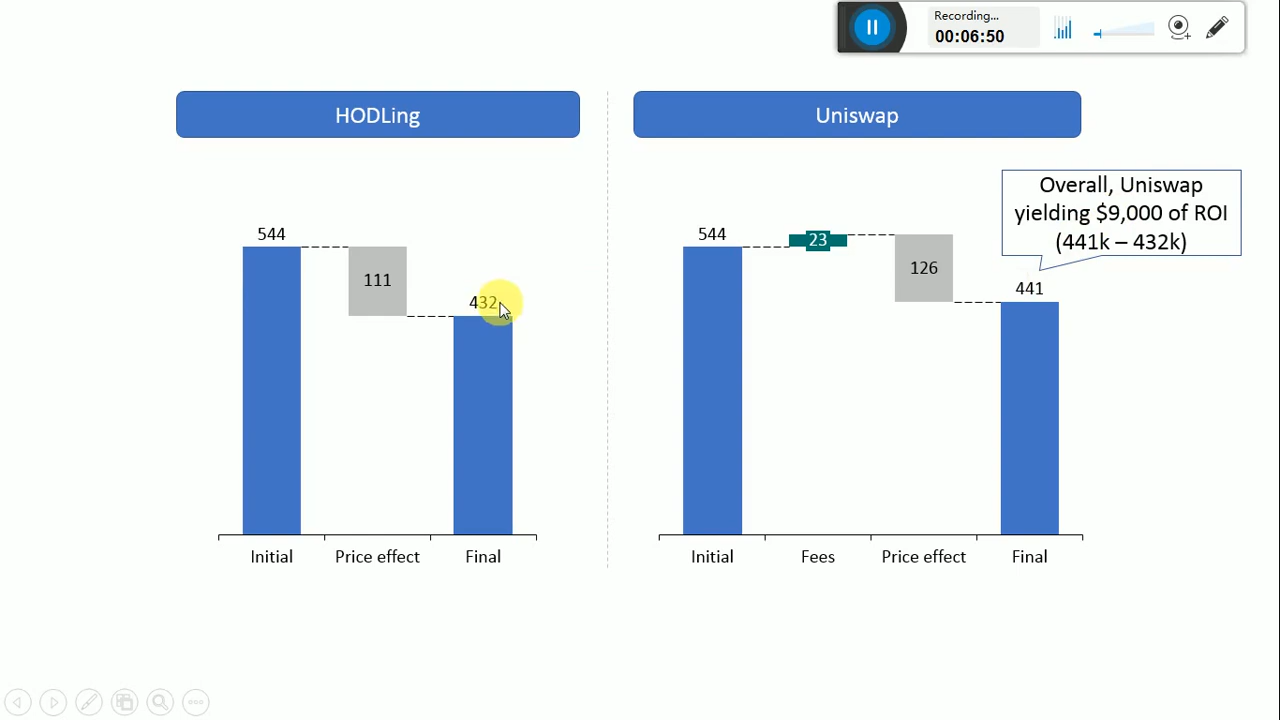 Recording...
00:06:50
HODLing
Uniswap
Overall, Uniswap
yielding $9,000 of ROI
(441k – 432k)
544
111
432
544
23
126
441
Initial
Price effect
Final
Initial
Fees
Price effect
Final